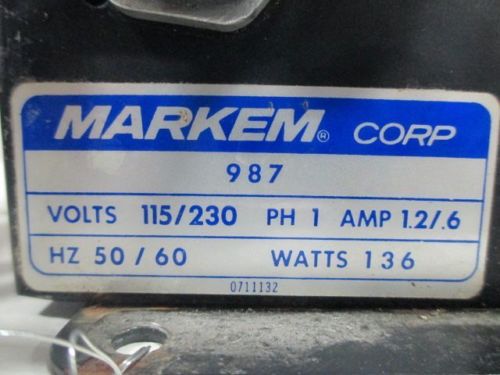 MARKEM® CORP
987
VOLTS 115/230 PH 1 AMP 1.2/.6
HZ 50 / 60 WATTS 136
0711132